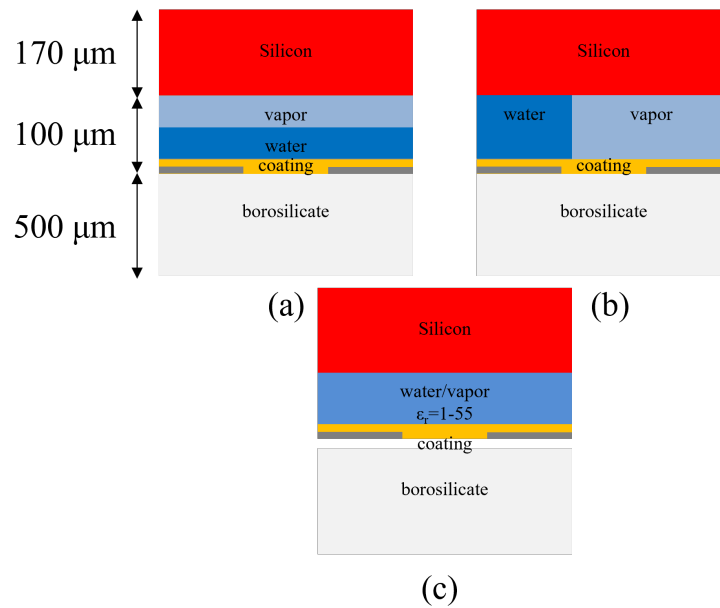 170 μm
100 μm
500 μm
Silicon
vapor
water
coating
borosilicate
(a)
Silicon
water vapor
coating
borosilicate
(b)
Silicon
water/vapor
εr=1-55
coating
borosilicate
(c)